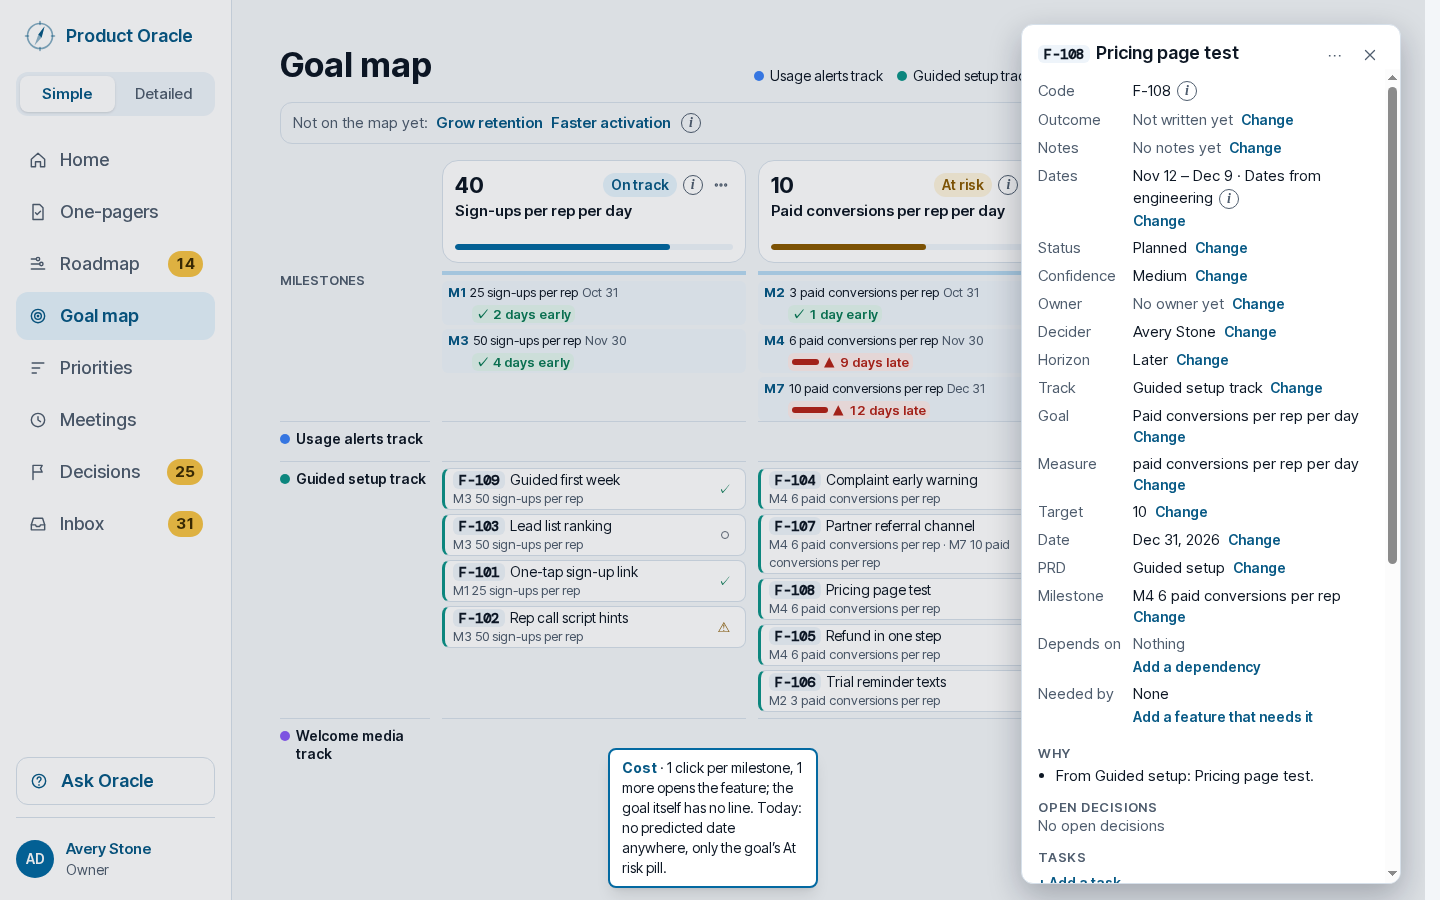 Product Oracle
Simple
Detailed
Home
One-pagers
Roadmap
14
Goal map
Priorities
Meetings
Decisions
25
Inbox
31
Ask Oracle
AD
Avery Stone
Owner
Goal map
Usage alerts track
Guided setup
Not on the map yet: Grow retention Faster activation i
40
On track i
Sign-ups per rep per day
10
At risk i
Paid conversions per rep per day
MILESTONES
M1 25 sign-ups per rep Oct 31
✓ 2 days early
M3 50 sign-ups per rep Nov 30
✓ 4 days early
M2 3 paid conversions per rep Oct 31
✓ 1 day early
M4 6 paid conversions per rep Nov 30
▲ 9 days late
M7 10 paid conversions per rep Dec 31
▲ 12 days late
Usage alerts track
Guided setup track
F-109 Guided first week
M3 50 sign-ups per rep
F-103 Lead list ranking
M3 50 sign-ups per rep
F-101 One-tap sign-up link
M1 25 sign-ups per rep
F-102 Rep call script hints
M3 50 sign-ups per rep
F-104 Complaint early warning
M4 6 paid conversions per rep
F-107 Partner referral channel
M4 6 paid conversions per rep · M7 10 paid
conversions per rep
F-108 Pricing page test
M4 6 paid conversions per rep
F-105 Refund in one step
M4 6 paid conversions per rep
F-106 Trial reminder texts
M2 3 paid conversions per rep
Welcome media
track
Cost · 1 click per milestone, 1
more opens the feature; the
goal itself has no line. Today:
no predicted date
anywhere, only the goal's At
risk pill.
F-108 Pricing page test
Code F-108 i
Outcome Not written yet Change
Notes No notes yet Change
Dates Nov 12 – Dec 9 · Dates from
engineering i
Change
Status Planned Change
Confidence Medium Change
Owner No owner yet Change
Decider Avery Stone Change
Horizon Later Change
Track Guided setup track Change
Goal Paid conversions per rep per day
Change
Measure paid conversions per rep per day
Change
Target 10 Change
Date Dec 31, 2026 Change
PRD Guided setup Change
Milestone M4 6 paid conversions per rep
Change
Depends on Nothing
Add a dependency
Needed by None
Add a feature that needs it
WHY
• From Guided setup: Pricing page test.
OPEN DECISIONS
No open decisions
TASKS
+ Add a task